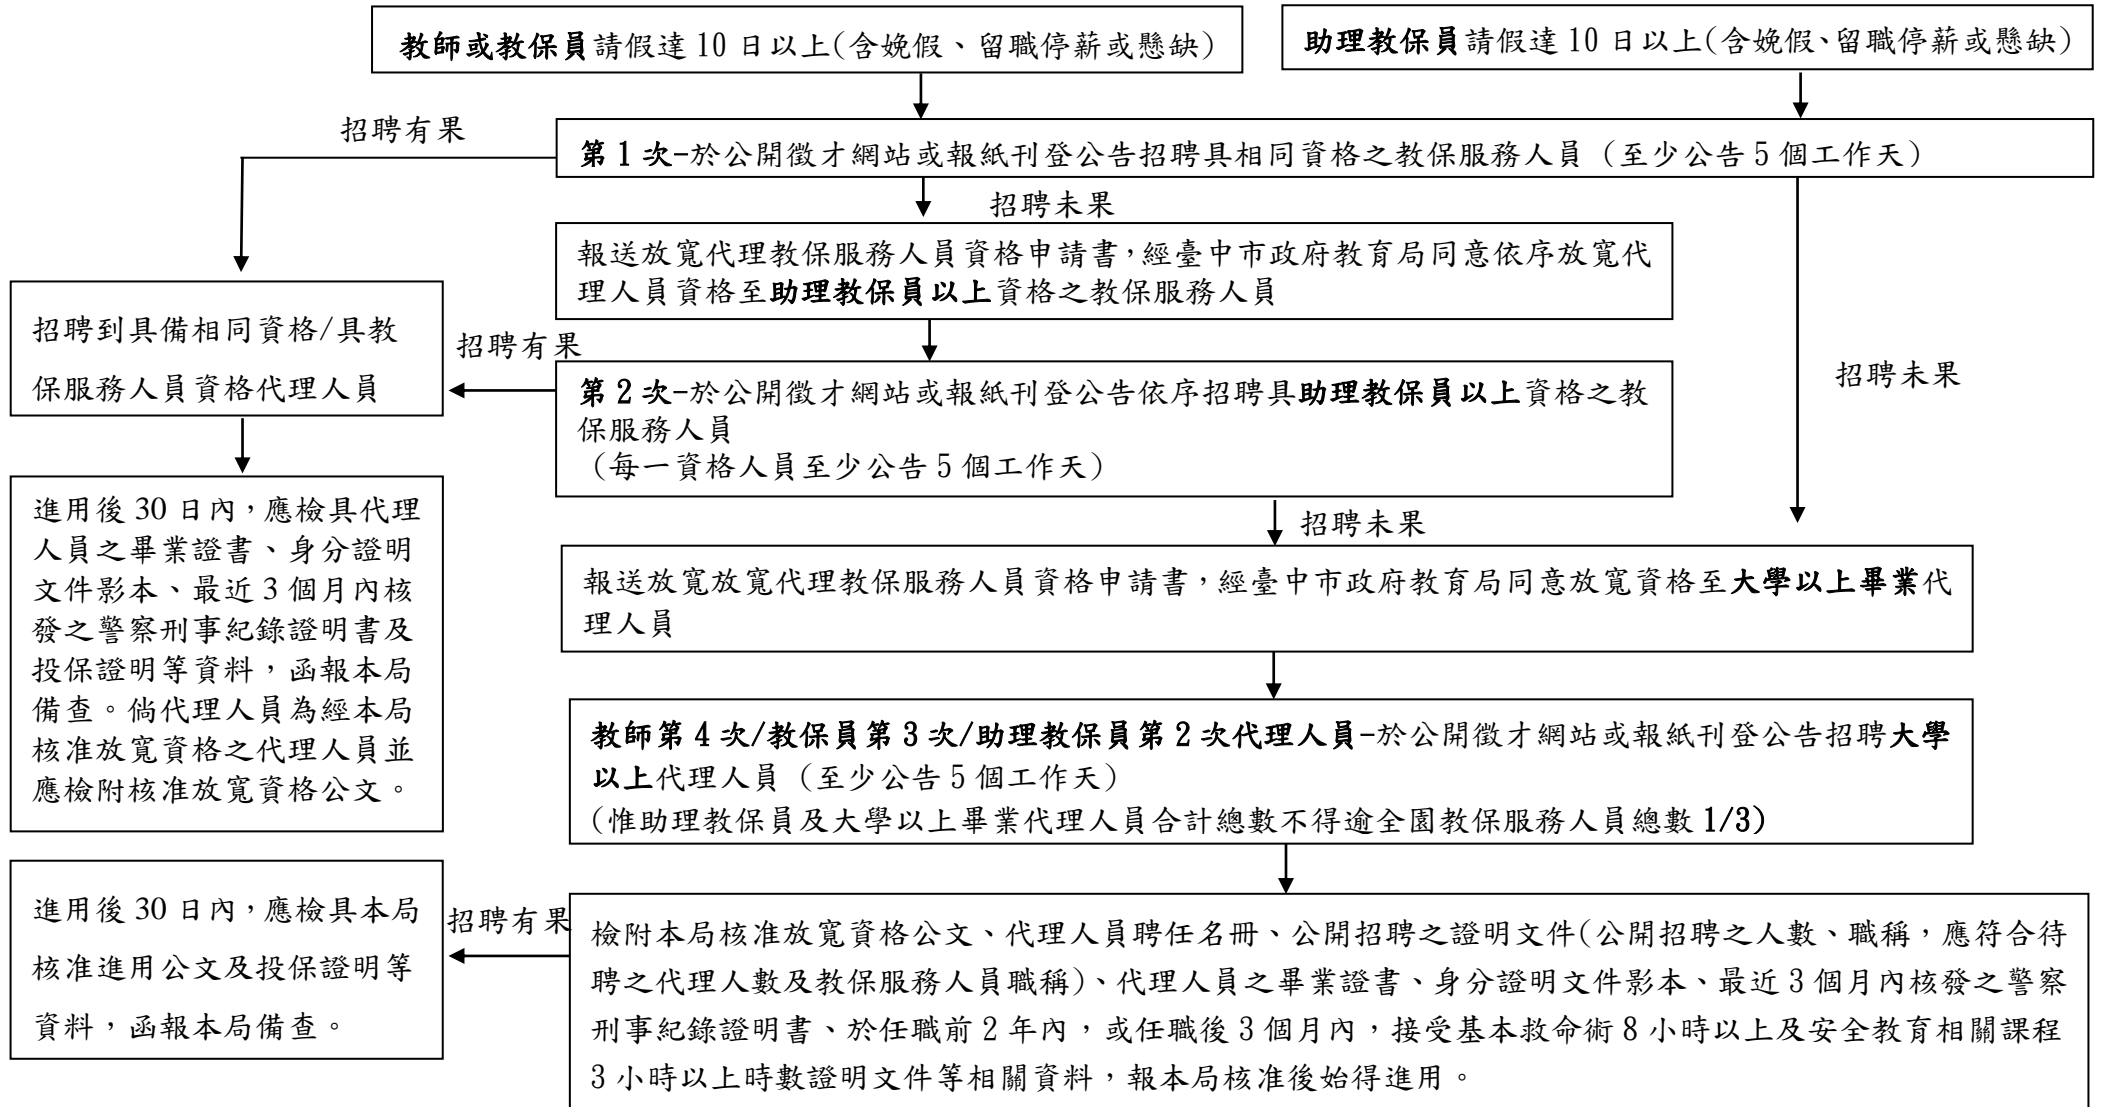 教師或教保員請假達 10 日以上(含娩假、留職停薪或懸缺)
助理教保員請假達 10 日以上(含娩假、留職停薪或懸缺)
招聘有果
第 1 次-於公開徵才網站或報紙刊登公告招聘具相同資格之教保服務人員（至少公告 5 個工作天）
招聘未果
報送放寬代理教保服務人員資格申請書，經臺中市政府教育局同意依序放寬代
理人員資格至助理教保員以上資格之教保服務人員
招聘到具備相同資格/具教
保服務人員資格代理人員
招聘有果
第 2 次-於公開徵才網站或報紙刊登公告依序招聘具助理教保員以上資格之教
保服務人員
（每一資格人員至少公告 5 個工作天）
招聘未果
進用後 30 日內，應檢具代理
人員之畢業證書、身分證明
文件影本、最近 3 個月內核
發之警察刑事紀錄證明書及
投保證明等資料，函報本局
備查。倘代理人員為經本局
核准放寬資格之代理人員並
應檢附核准放寬資格公文。
招聘未果
報送放寬放寬代理教保服務人員資格申請書，經臺中市政府教育局同意放寬資格至大學以上畢業代
理人員
教師第 4 次/教保員第 3 次/助理教保員第 2 次代理人員-於公開徵才網站或報紙刊登公告招聘大學
以上代理人員（至少公告 5 個工作天）
(惟助理教保員及大學以上畢業代理人員合計總數不得逾全園教保服務人員總數 1/3)
進用後 30 日內，應檢具本局
核准進用公文及投保證明等
資料，函報本局備查。
招聘有果
檢附本局核准放寬資格公文、代理人員聘任名冊、公開招聘之證明文件(公開招聘之人數、職稱，應符合待
聘之代理人數及教保服務人員職稱)、代理人員之畢業證書、身分證明文件影本、最近 3 個月內核發之警察
刑事紀錄證明書、於任職前 2 年內，或任職後 3 個月內，接受基本救命術 8 小時以上及安全教育相關課程
3 小時以上時數證明文件等相關資料，報本局核准後始得進用。